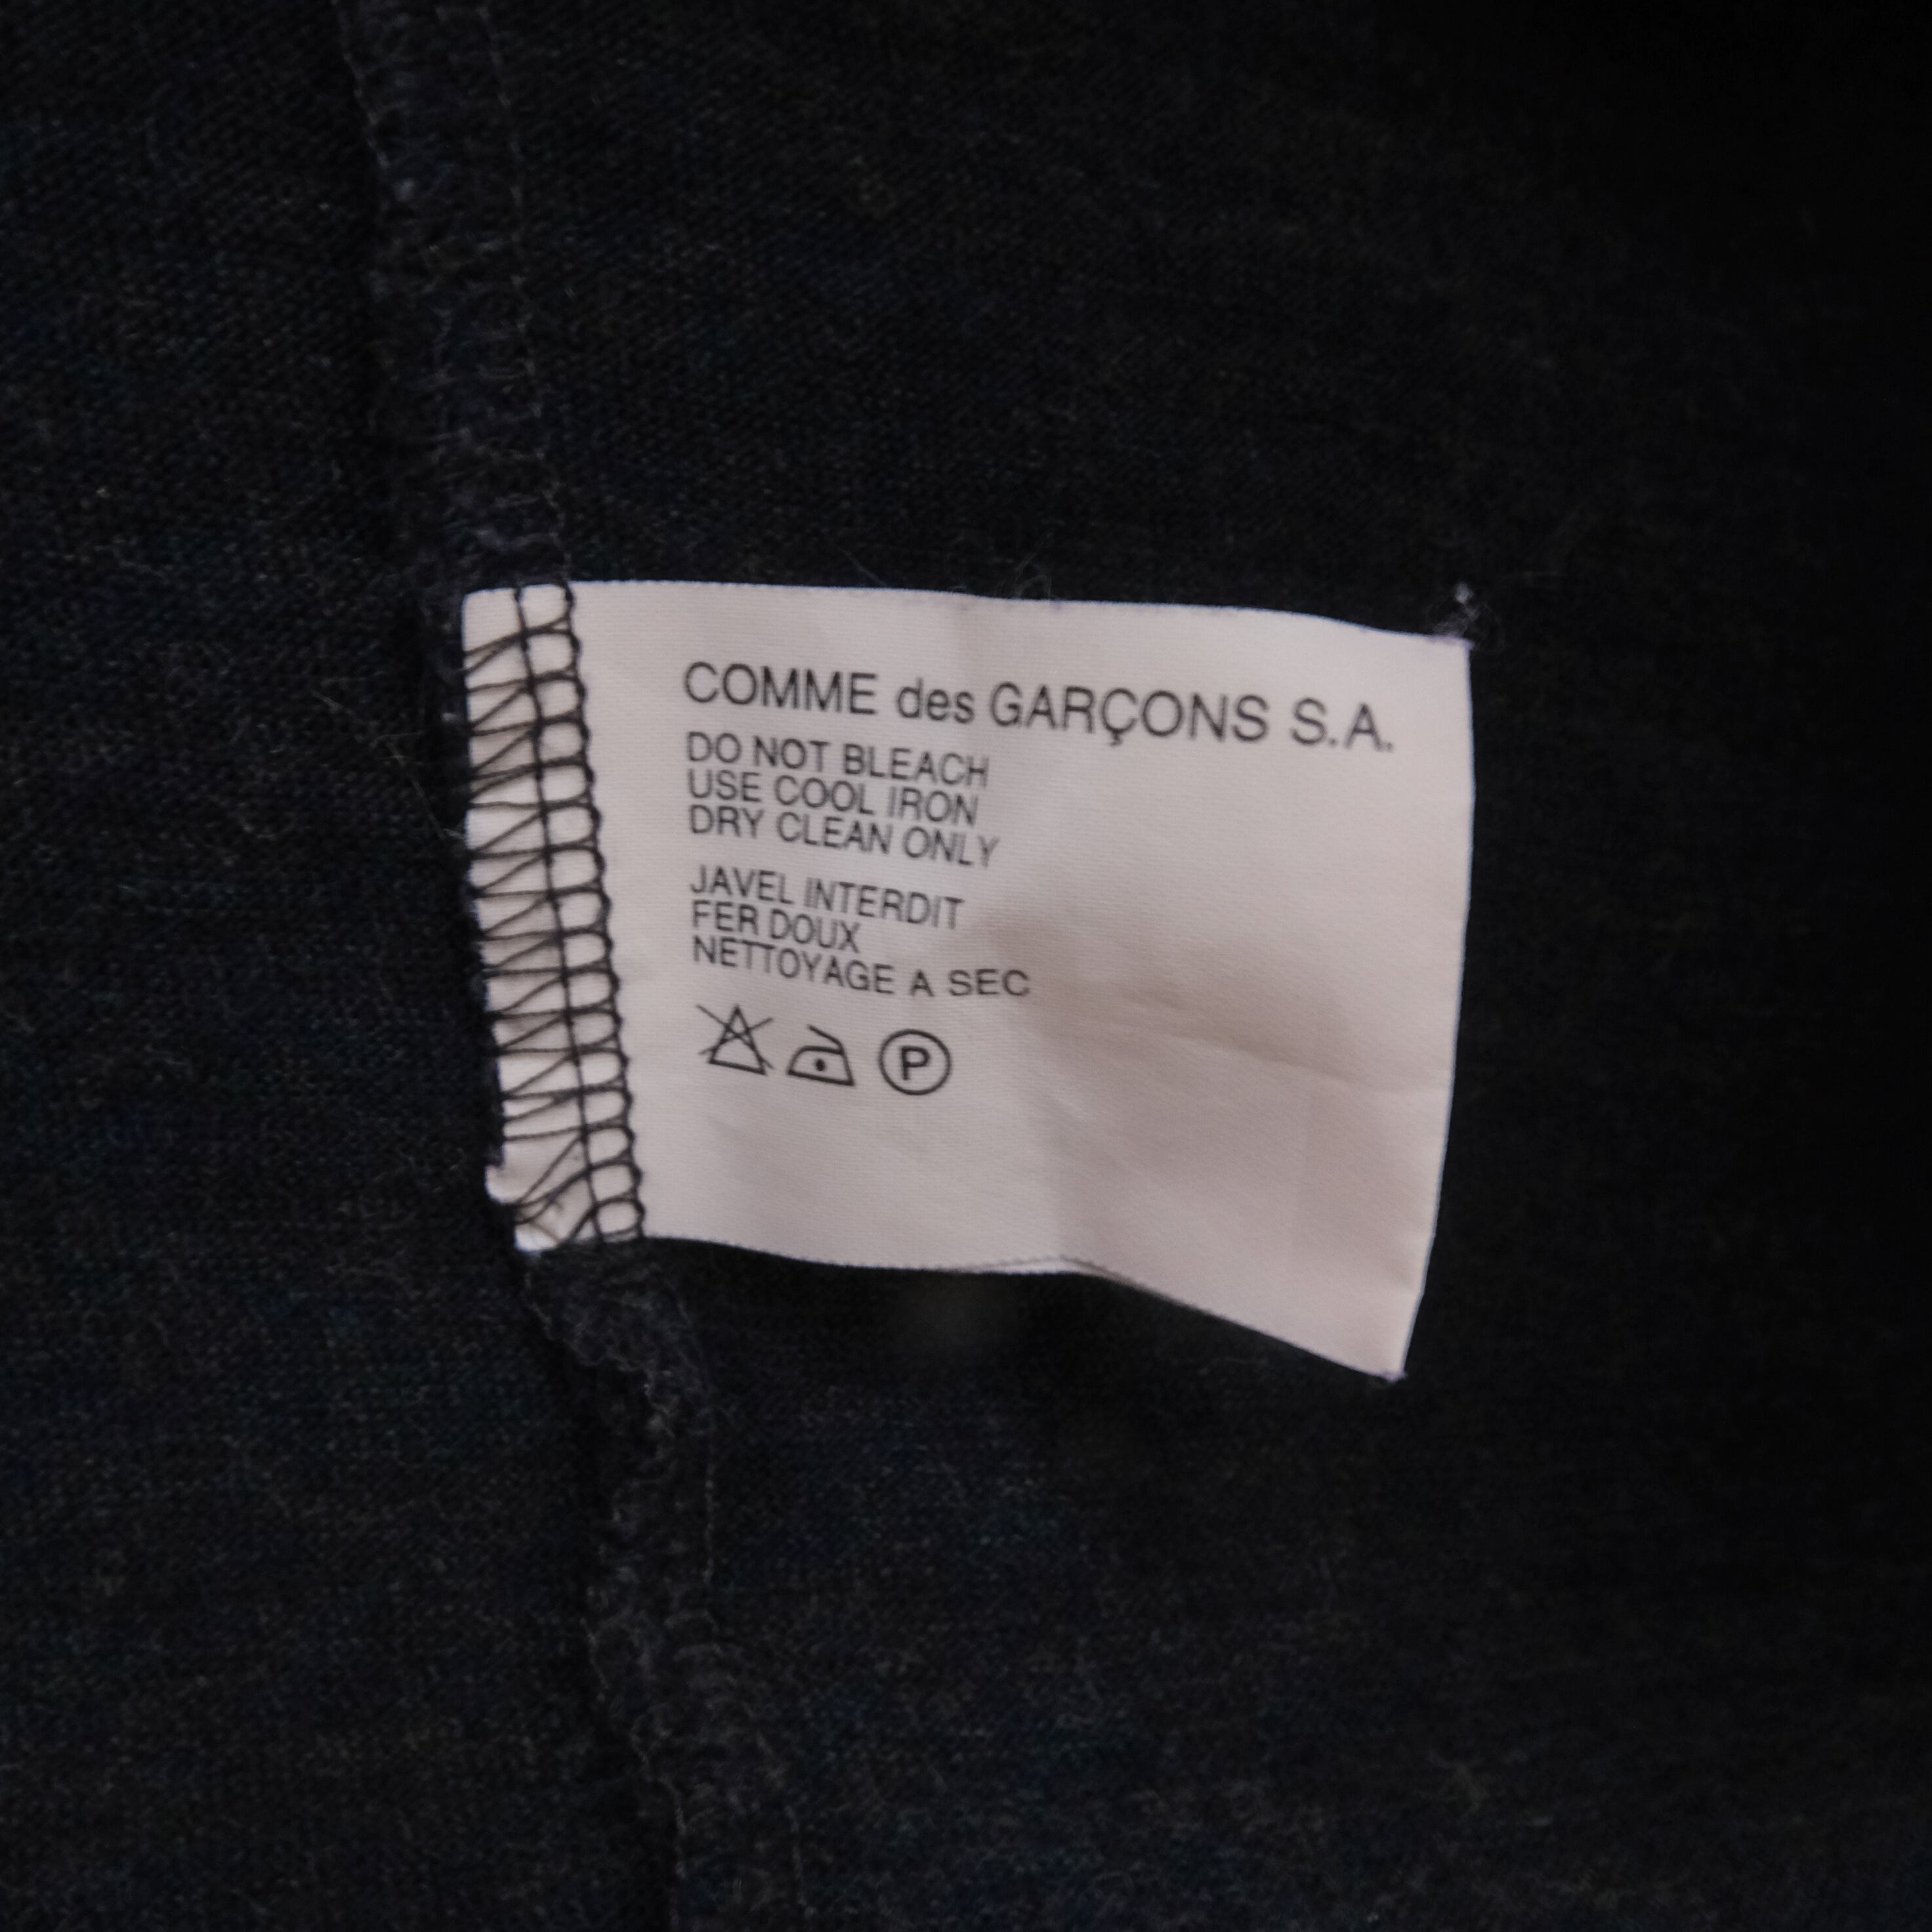 COMME des GARÇONS S.A.
DO NOT BLEACH
USE COOL IRON
DRY CLEAN ONLY
JAVEL INTERDIT
FER DOUX
NETTOYAGE A SEC
P